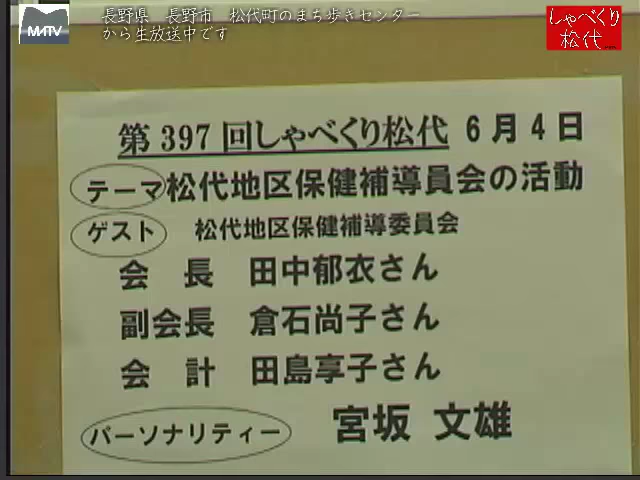 MATV
長野県　長野市　松代町のまち歩きセンター
から生放送中です
しゃべくり
松代
第397回しゃべくり松代 6月4日
テーマ 松代地区保健補導員会の活動
ゲスト 松代地区保健補導委員会
会　長　田中郁衣さん
副会長　倉石尚子さん
会　計　田島享子さん
パーソナリティー 宮坂 文雄